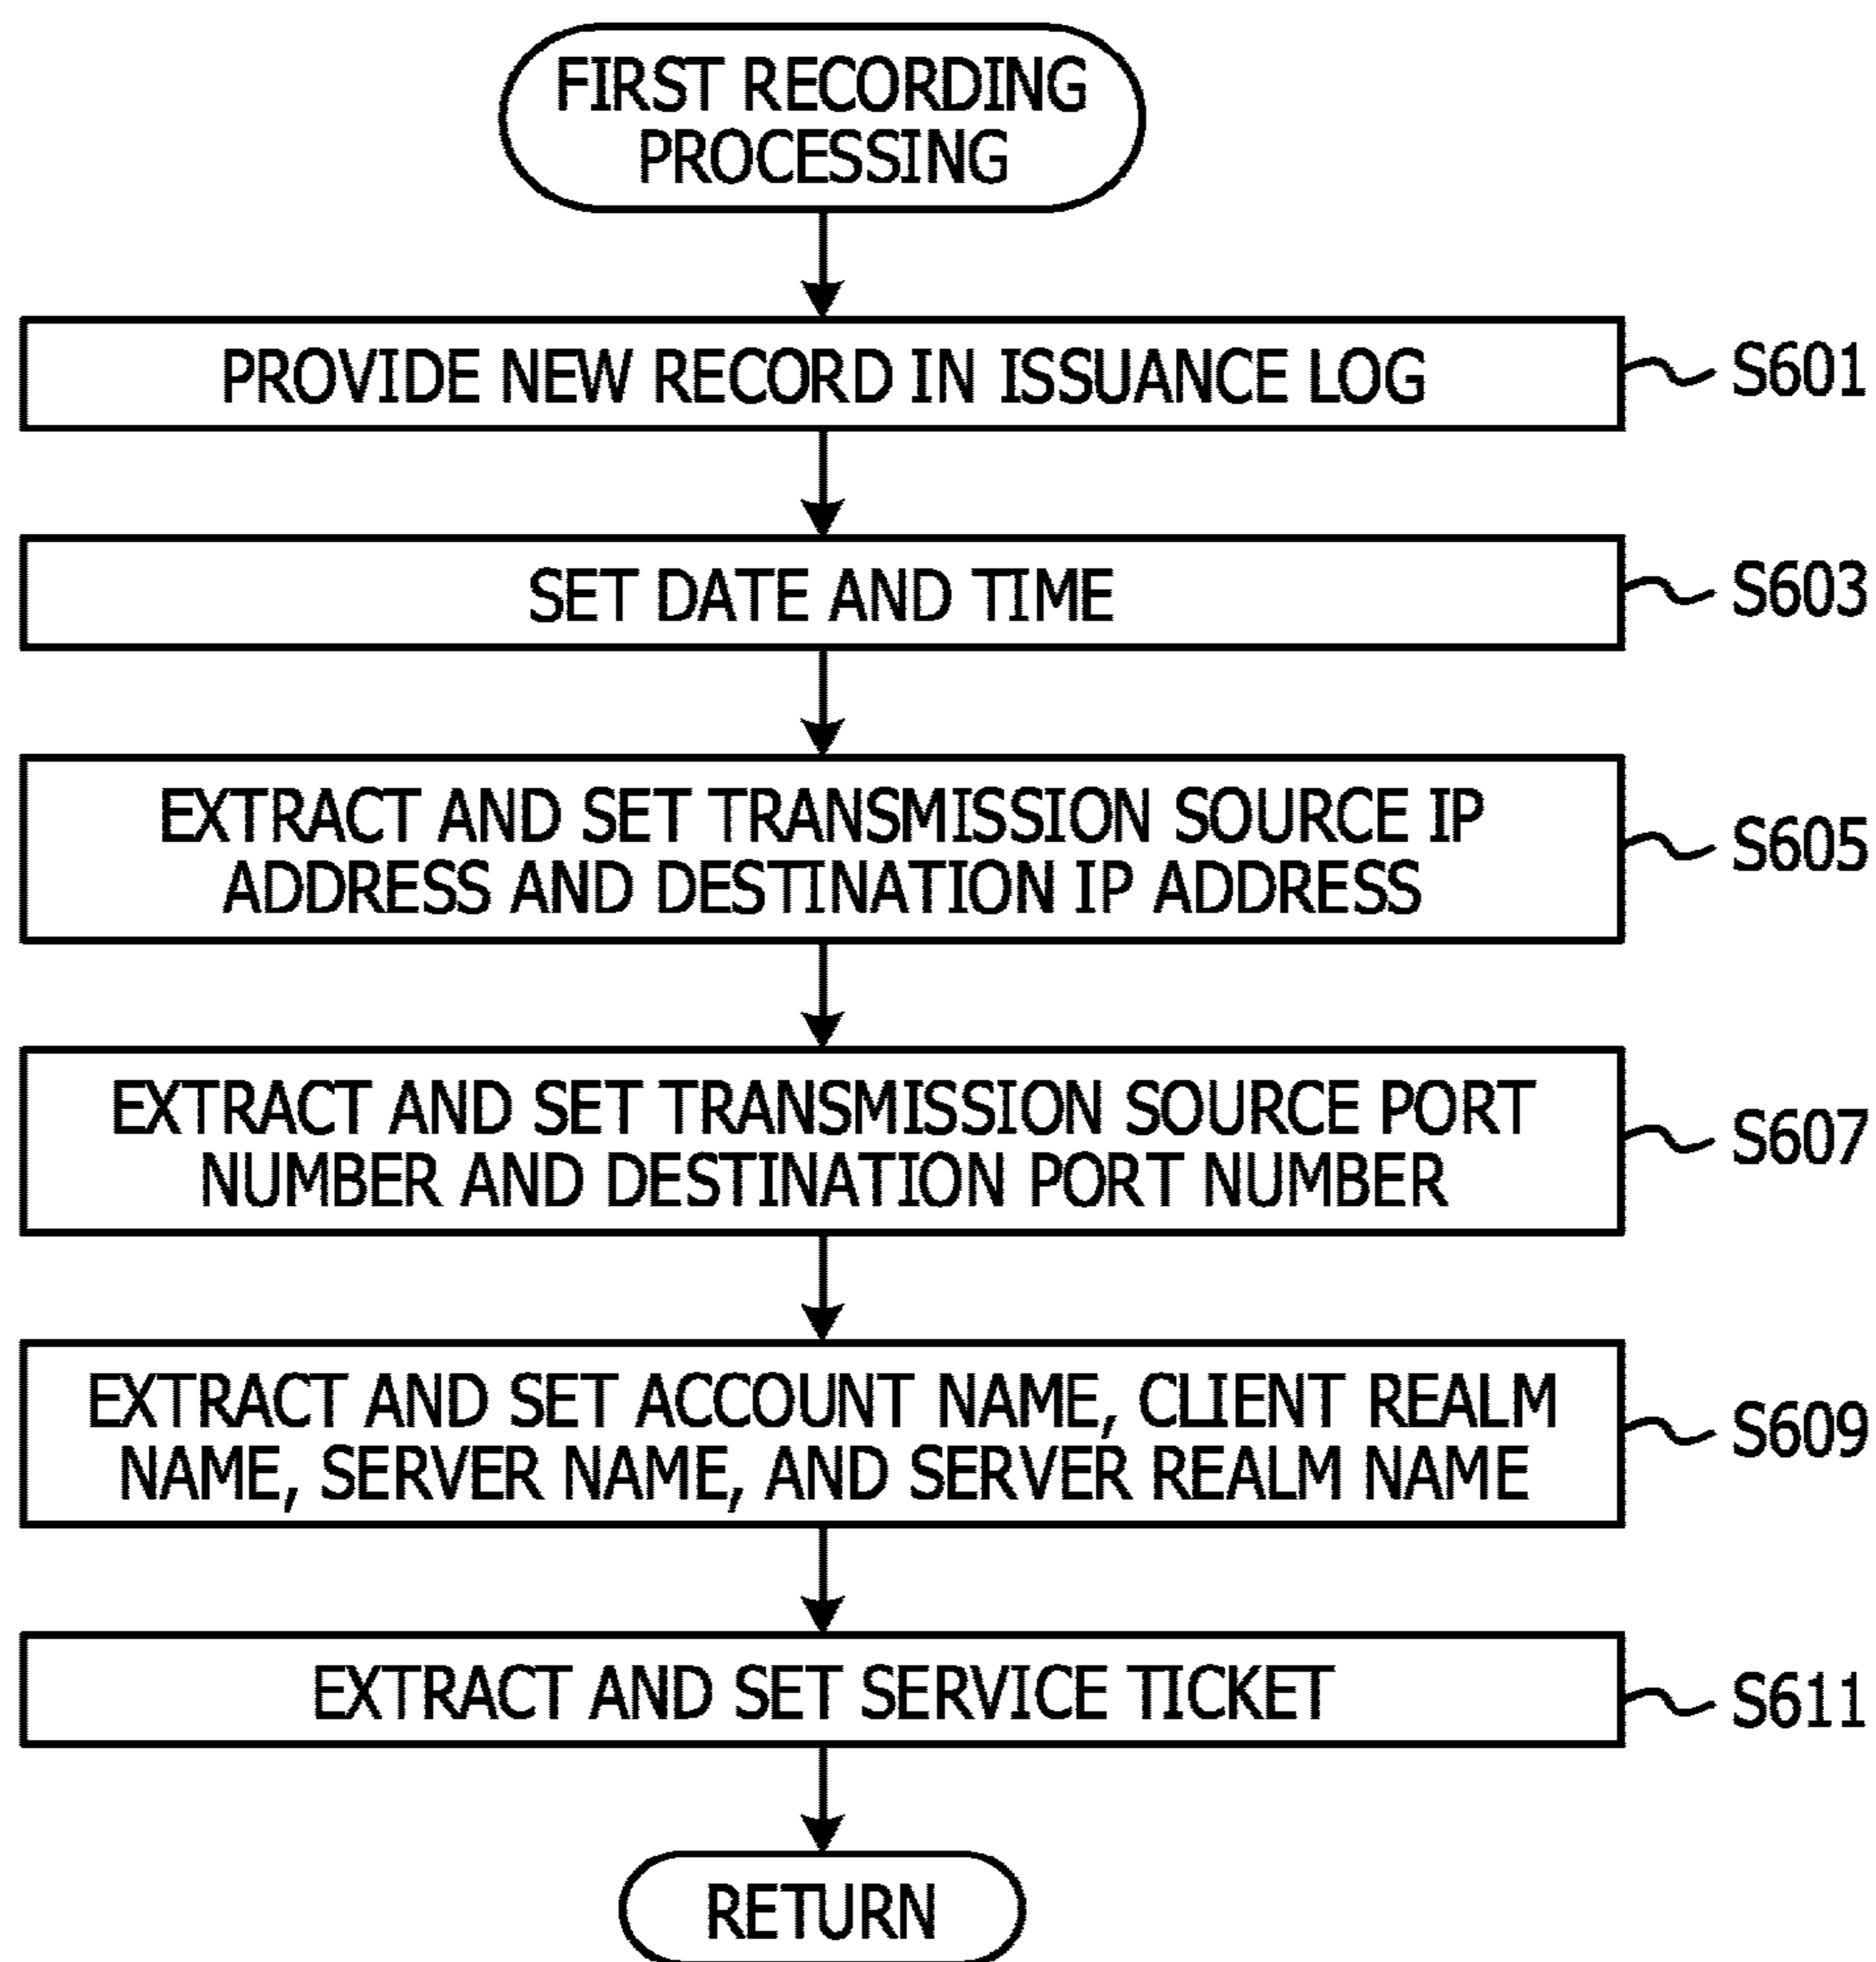 FIRST RECORDING
PROCESSING
PROVIDE NEW RECORD IN ISSUANCE LOG
S601
SET DATE AND TIME
S603
EXTRACT AND SET TRANSMISSION SOURCE IP
ADDRESS AND DESTINATION IP ADDRESS
S605
EXTRACT AND SET TRANSMISSION SOURCE PORT
NUMBER AND DESTINATION PORT NUMBER
S607
EXTRACT AND SET ACCOUNT NAME, CLIENT REALM
NAME, SERVER NAME, AND SERVER REALM NAME
S609
EXTRACT AND SET SERVICE TICKET
S611
RETURN